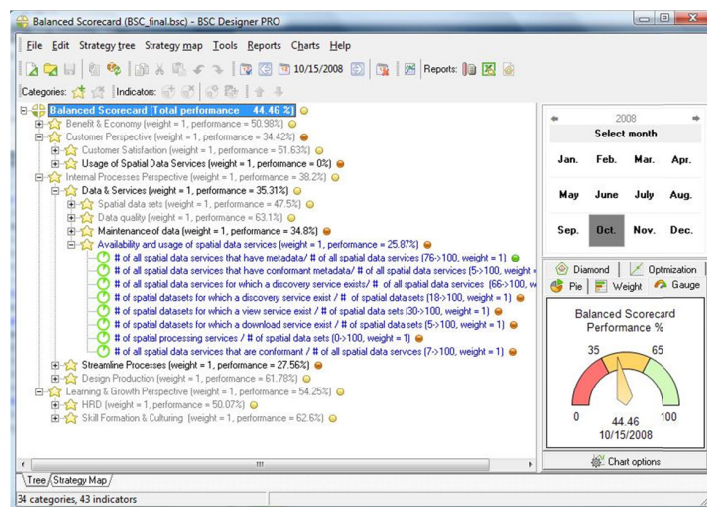 Balanced Scorecard (BSC_final.bsc) - BSC Designer PRO
File Edit Strategy tree Srategy map Tools Reports Charts Help
10/15/2008 Reports:
Categories: Indicators:
Balanced Scorecard (Total performance 44.46 %)
Benefit & Economy (weight = 1, performance = 50.98%)
Customer Perspective (weight = 1, performance = 34.42%)
Customer Satisfaction (weight = 1, performance = 51.63%)
Usage of Spatial Data Services (weight = 1, performance = 0%)
Internal Processes Perspective (weight = 1, performance = 38.2%)
Data & Services (weight = 1, performance = 35.31%)
Spatial data sets (weight = 1, performance = 47.5%)
Data quality (weight = 1, performance = 63.1%)
Maintenance of data (weight = 1, performance = 34.8%)
Availability and usage of spatial data services (weight = 1, performance = 25.87%)
# of all spatial data services that have metadata/ # of all spatial data services (76->100, weight = 1)
# of all spatial data services that have conformant metadata/ # of all spatial data services (5->100, weight =
# of all spatial data services for which a discovery service exists/ # of all spatial data services (66->100, w
# of spatial datasets for which a discovery service exist / # of spatial datasets (18->100, weight = 1)
# of spatial datasets for which a view service exist / # of spatial data sets (30->100, weight = 1)
# of spatial datasets for which a download service exist / # of spatial datasets (5->100, weight = 1)
# of spatial processing services / # of spatial data sets (0->100, weight = 1)
# of all spatial data services that are conformant / # of all spatial data services (7->100, weight = 1)
Streamline Processes (weight = 1, performance = 27.56%)
Design Production (weight = 1, performance = 61.78%)
Learning & Growth Perspective (weight = 1, performance = 54.25%)
HRD (weight = 1, performance = 50.07%)
Skill Formation & Culturing (weight = 1, performance = 62.6%)
2008
Select month
Jan. Feb. Mar. Apr.
May June July Aug.
Sep. Oct. Nov. Dec.
Diamond Optmization
Pie Weight Gauge
Balanced Scorecard
Performance %
35 65
0 100
44.46
10/15/2008
Chart options
Tree Strategy Map
34 categories, 43 indicators